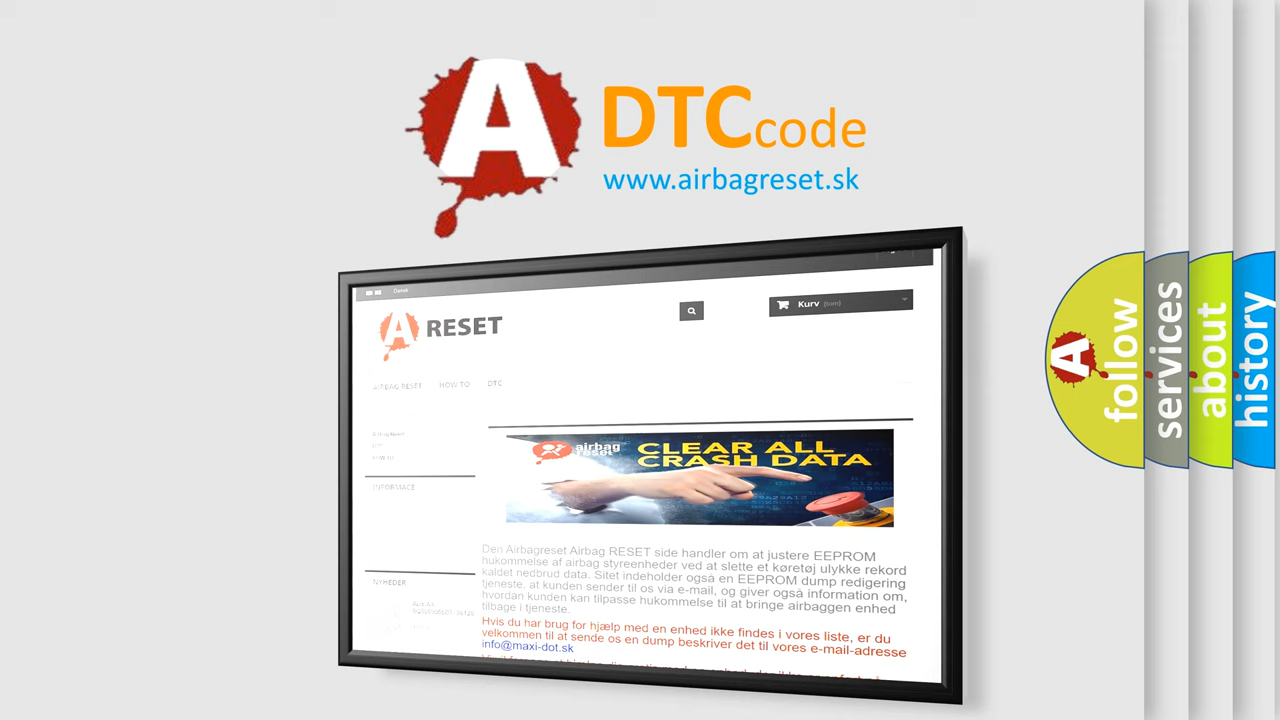 A DTCcode
www.airbagreset.sk
Dansk
Kurv (tom)
A RESET
AIRBAG RESET HOW TO DTC
INFORMACE
airbag
reset
CLEAR ALL
CRASH DATA
Den Airbagreset Airbag RESET side handler om at justere EEPROM
hukommelse af airbag styreenheder ved at slette et køretøj ulykke rekord
kaldet nedbrud data. Sitet indeholder også en EEPROM dump redigering
tjeneste, at kunden sender til os via e-mail, og giver også information om,
hvordan kunden kan tilpasse hukommelse til at bringe airbaggen enhed
tilbage i tjeneste.
Hvis du har brug for hjælp med en enhed ikke findes i vores liste, er du
velkommen til at sende os en dump beskriver det til vores e-mail-adresse
info@maxi-dot.sk
NYHEDER
A
follow
services
about
history